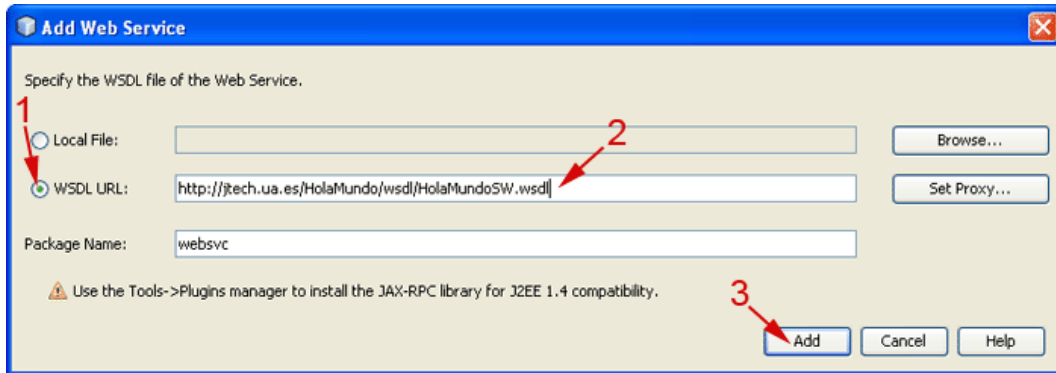 Add Web Service
Specify the WSDL file of the Web Service.
1
Local File:
Browse...
2
WSDL URL:
http://jtech.ua.es/HolaMundo/wsdl/HolaMundoSW.wsdl
Set Proxy...
Package Name:
websvc
Use the Tools->Plugins manager to install the JAX-RPC library for J2EE 1.4 compatibility.
3
Add
Cancel
Help